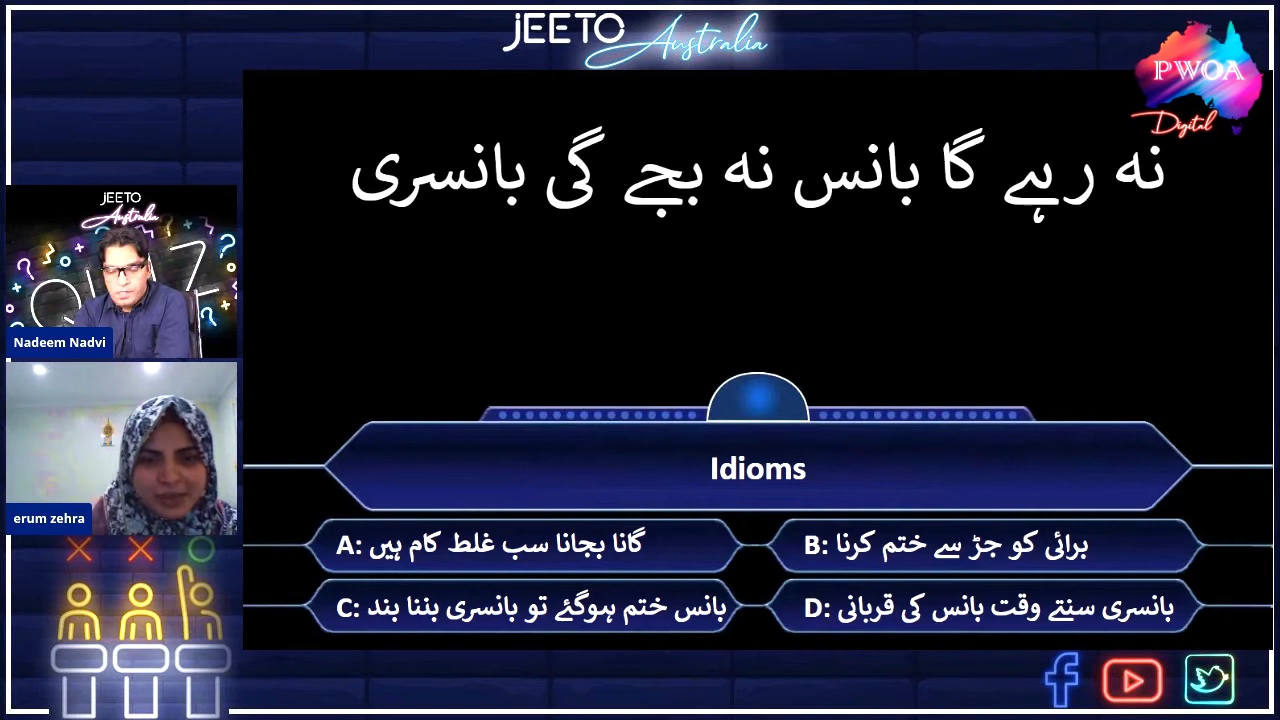 JEETO Australia
PWOA
Digital
نہ رہے گا بانس نہ بجے گی بانسری
JEETO
Australia
QUIZ
Nadeem Nadvi
erum zehra
Idioms
A: گانا بجانا سب غلط کام ہیں
B: برائی کو جڑ سے ختم کرنا
C: بانس ختم ہوگئے تو بانسری بننا بند
D: بانسری سنتے وقت بانس کی قربانی